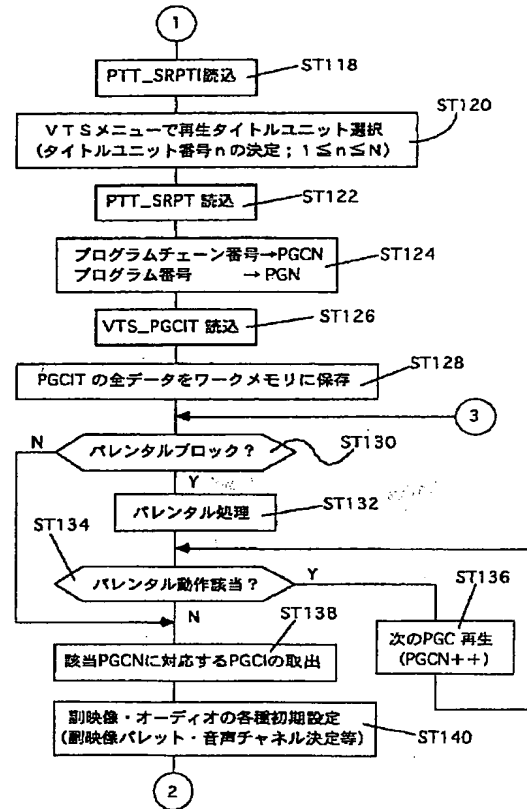 1
PTT_SRPTI読込
ST118
VTSメニューで再生タイトルユニット選択
(タイトルユニット番号nの決定；1≦n≦N)
ST120
PTT_SRPT 読込
ST122
プログラムチェーン番号→PGCN
プログラム番号 →PGN
ST124
VTS_PGCIT 読込
ST126
PGCIT の全データをワークメモリに保存
ST128
3
N
パレンタルブロック？
ST130
Y
パレンタル処理
ST132
ST134
パレンタル動作該当？
Y
ST136
N
次のPGC 再生
(PGCN++)
ST138
該当PGCNに対応するPGCIの取出
副映像・オーディオの各種初期設定
(副映像パレット・音声チャネル決定等)
ST140
2